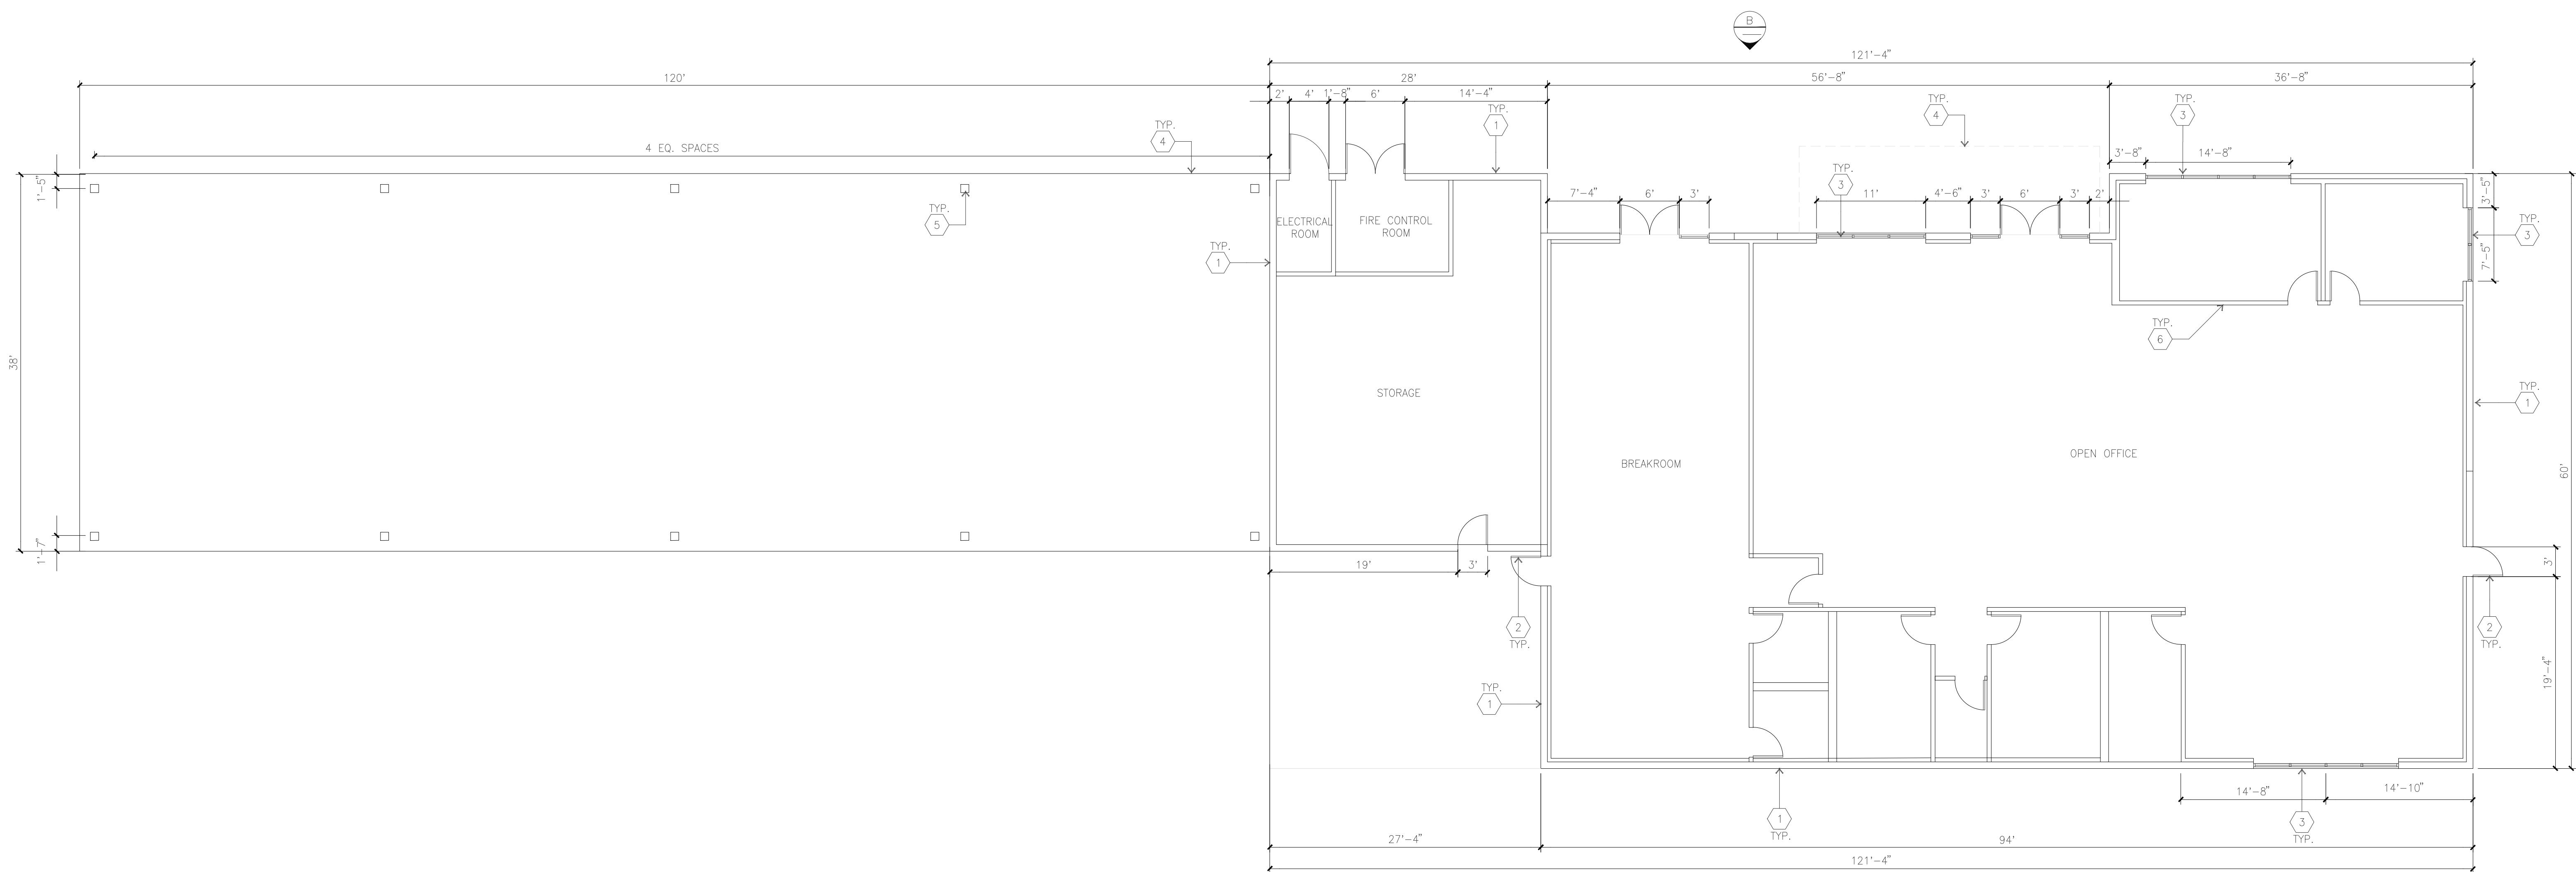 B
121'-4"
120'
28'
56'-8"
36'-8"
2'
4'
1'-8"
6'
14'-4"
TYP.
1
TYP.
4
TYP.
3
TYP.
4
4 EQ. SPACES
3'-8"
14'-8"
1'-5"
TYP.
3
7'-4"
6'
3'
11'
4'-6"
3'
6'
3'
2'
3'-5"
TYP.
5
ELECTRICAL
ROOM
FIRE CONTROL
ROOM
TYP.
3
TYP.
1
7'-5"
TYP.
6
38'
STORAGE
TYP.
1
BREAKROOM
OPEN OFFICE
60'
1'-7"
19'
3'
3'
2
TYP.
2
TYP.
19'-4"
TYP.
1
14'-8"
14'-10"
1
TYP.
3
TYP.
27'-4"
94'
121'-4"